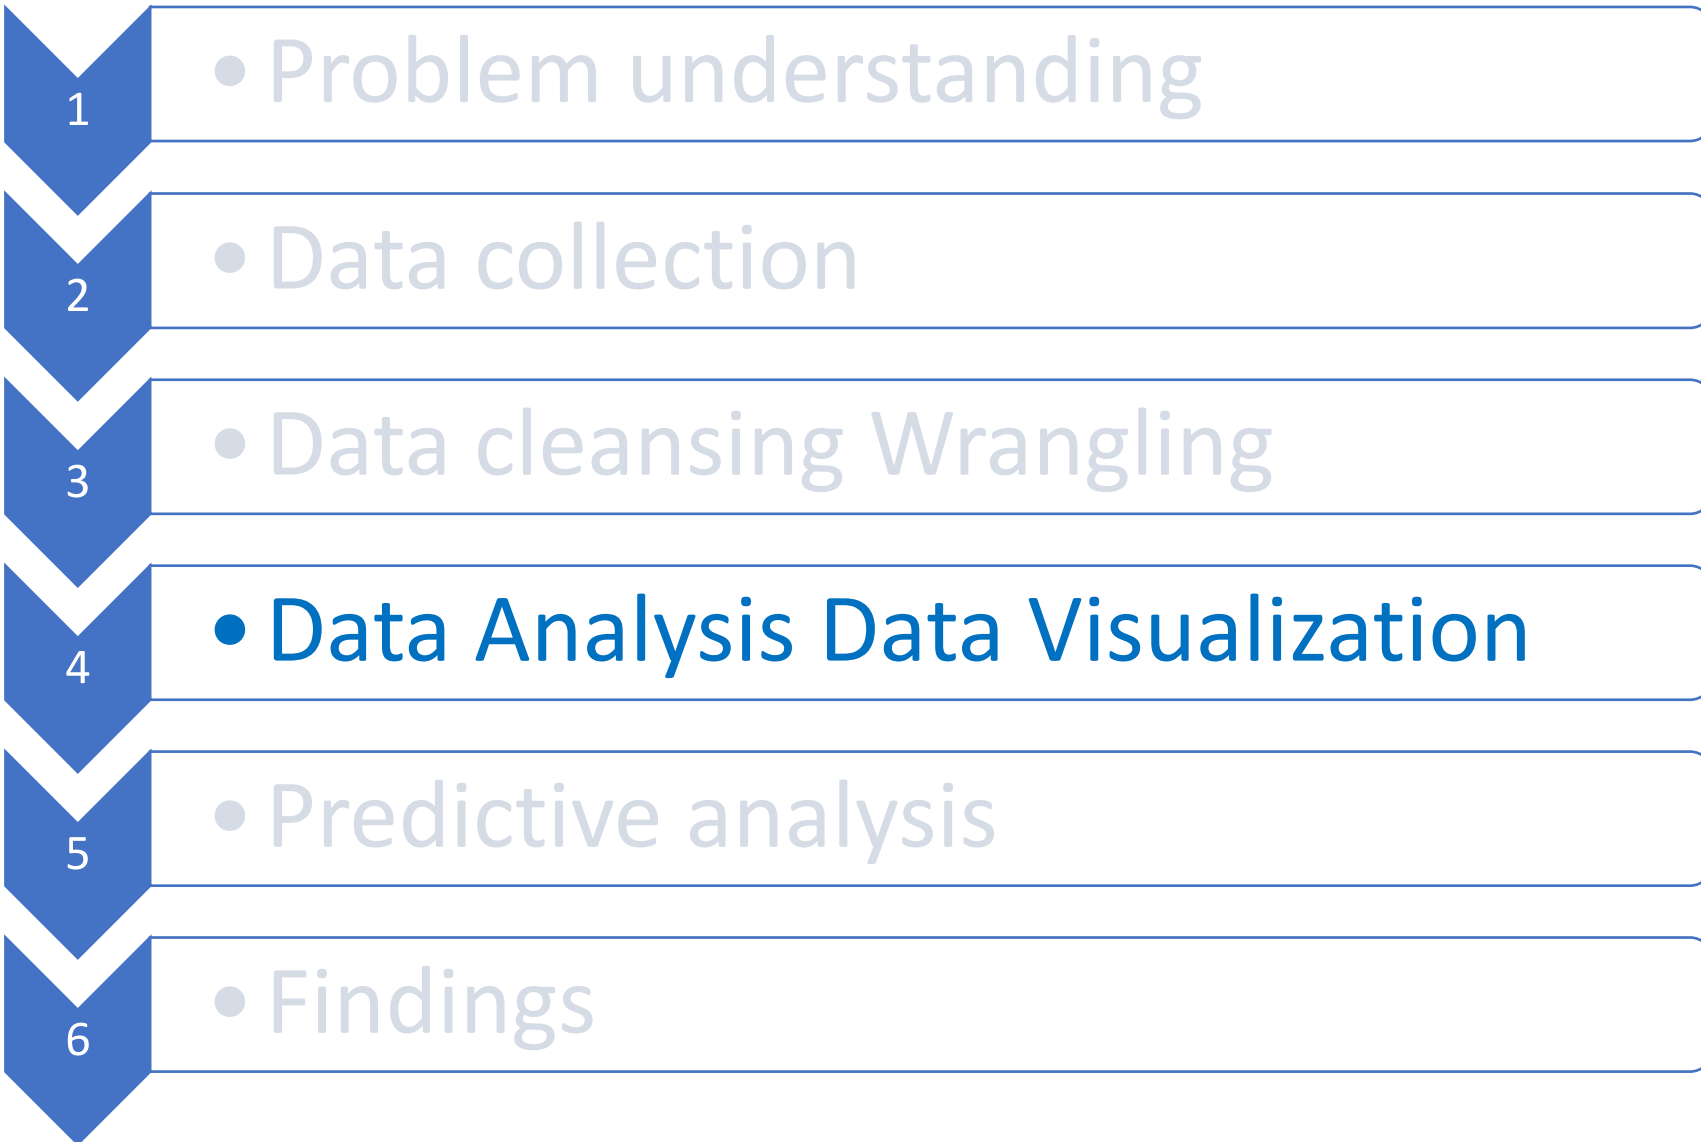 1
• Problem understanding
2
• Data collection
3
• Data cleansing Wrangling
4
• Data Analysis Data Visualization
5
• Predictive analysis
6
• Findings